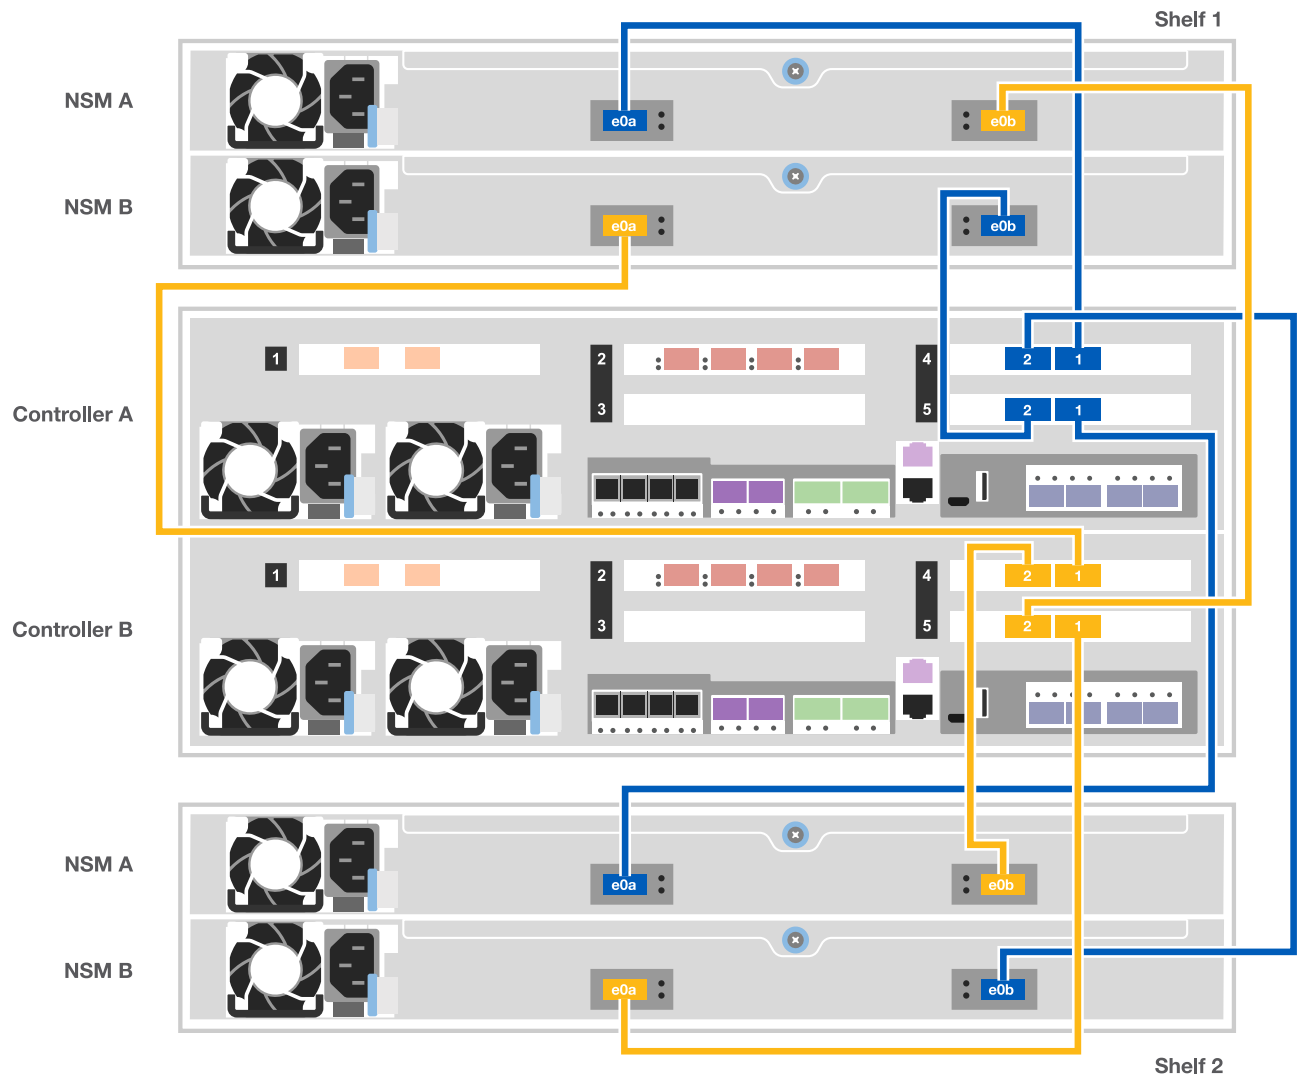 Shelf 1
NSM A
e0a
e0b
NSM B
e0a
e0b
1
2
4
2
1
3
5
2
1
Controller A
1
2
4
2
1
3
5
2
1
Controller B
NSM A
e0a
e0b
NSM B
e0a
e0b
Shelf 2